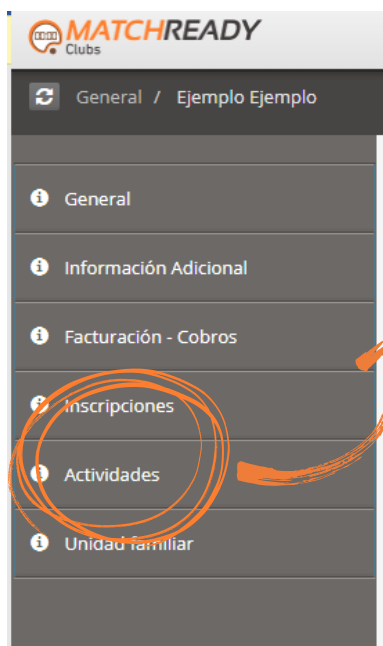 MATCHREADY
Clubs
General / Ejemplo Ejemplo
General
Información Adicional
Facturación - Cobros
Inscripciones
Actividades
Unidad familiar